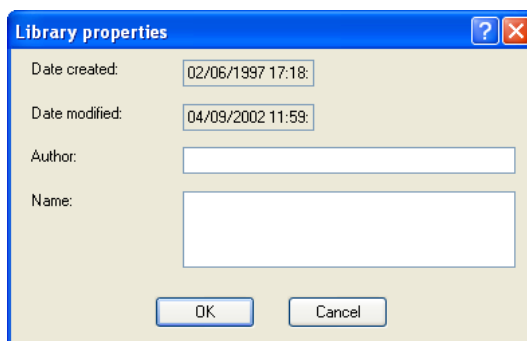 Library properties
Date created: 02/06/1997 17:18:
Date modified: 04/09/2002 11:59:
Author:
Name:
OK Cancel